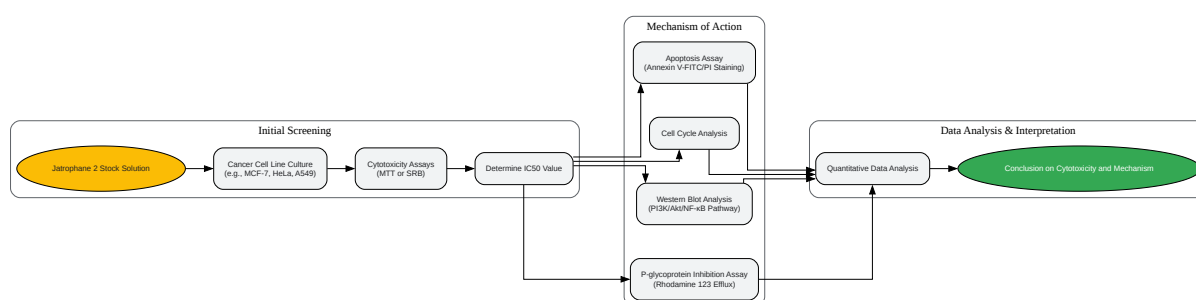 Initial Screening
Jatrophane 2 Stock Solution
Cancer Cell Line Culture
(e.g., MCF-7, HeLa, A549)
Cytotoxicity Assays
(MTT or SRB)
Determine IC50 Value
Mechanism of Action
Apoptosis Assay
(Annexin V-FITC/PI Staining)
Cell Cycle Analysis
Western Blot Analysis
(PI3K/Akt/NF-κB Pathway)
P-glycoprotein Inhibition Assay
(Rhodamine 123 Efflux)
Data Analysis & Interpretation
Quantitative Data Analysis
Conclusion on Cytotoxicity and Mechanism